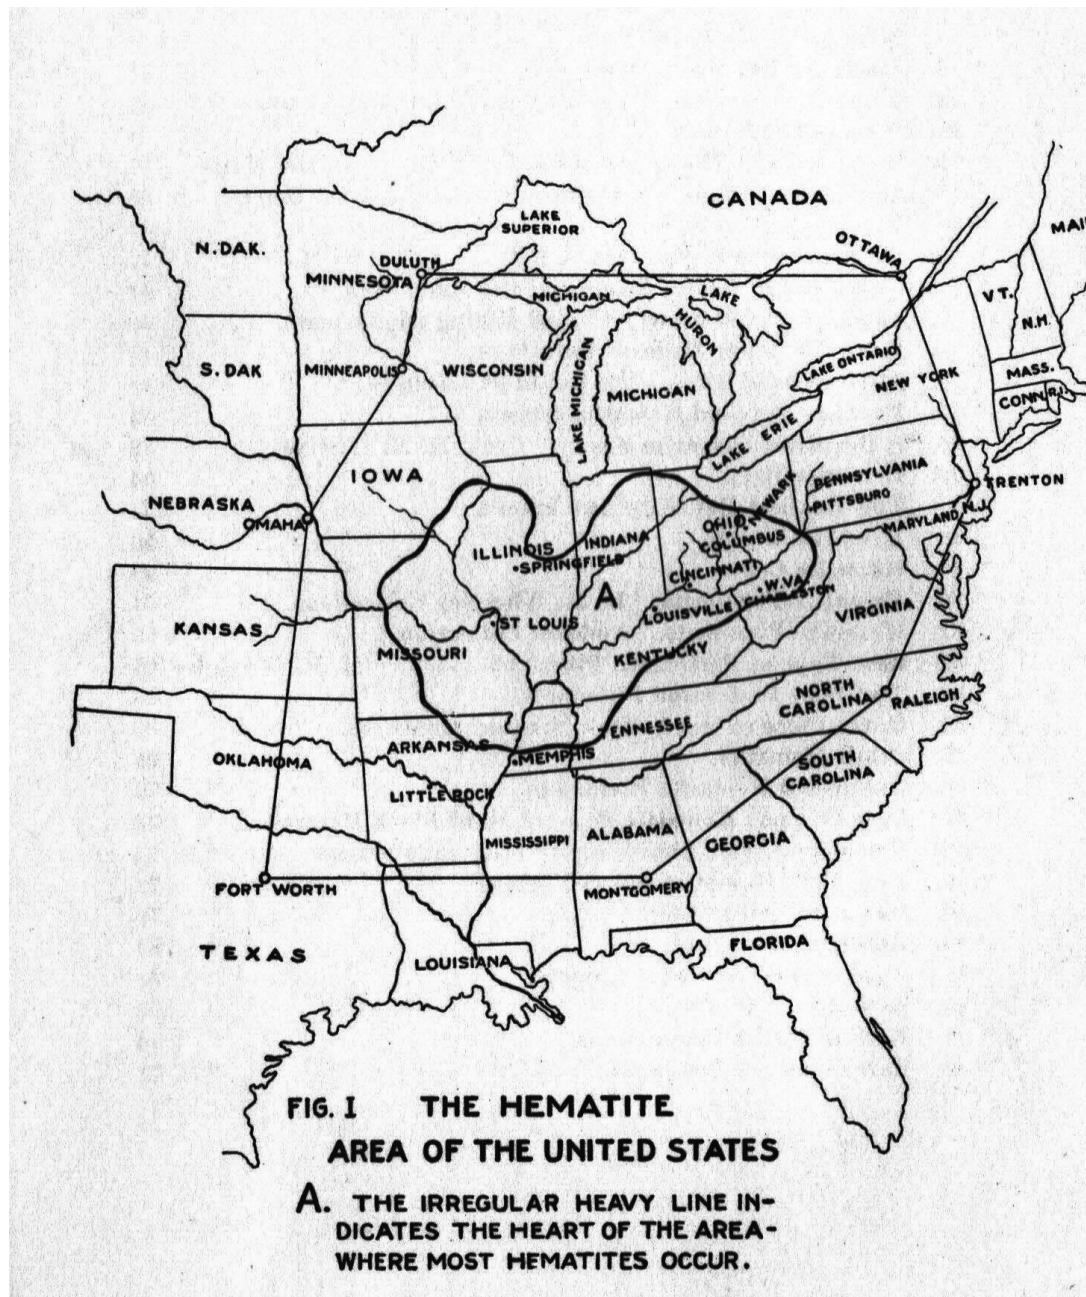 CANADA
LAKE
SUPERIOR
N. DAK.
OTTAWA
MAI
DULUTH
MINNESOTA
MICHIGAN
LAKE
HURON
VT.
N.H.
S. DAK
MINNEAPOLIS
WISCONSIN
LAKE MICHIGAN
MICHIGAN
LAKE ONTARIO
NEW YORK
MASS.
CONN.
R.I.
LAKE ERIE
IOWA
NEBRASKA
OMAHA
NEWARK
PENNSYLVANIA
PITTSBURG
TRENTON
MARYLAND
N.J.
OHIO
COLUMBUS
ILLINOIS
INDIANA
SPRINGFIELD
CINCINNATI
A
W.VA.
CHARLESTON
LOUISVILLE
VIRGINIA
KANSAS
ST LOUIS
MISSOURI
KENTUCKY
NORTH
CAROLINA
RALEIGH
TENNESSEE
ARKANSAS
MEMPHIS
OKLAHOMA
SOUTH
CAROLINA
LITTLE ROCK
MISSISSIPPI
ALABAMA
GEORGIA
FORT WORTH
MONTGOMERY
TEXAS
LOUISIANA
FLORIDA
FIG. I THE HEMATITE
AREA OF THE UNITED STATES
A. THE IRREGULAR HEAVY LINE IN-
DICATES THE HEART OF THE AREA-
WHERE MOST HEMATITES OCCUR.